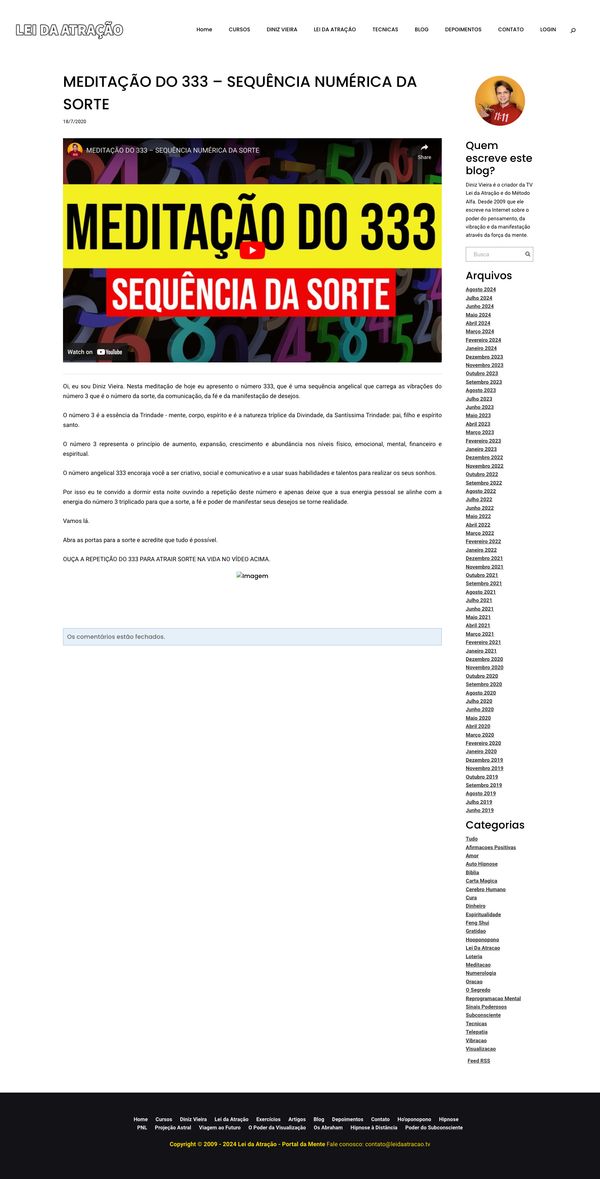 LEI DA ATRAÇÃO
Home CURSOS DINIZ VIEIRA LEI DA ATRAÇÃO TECNICAS BLOG DEPOIMENTOS CONTATO LOGIN
MEDITAÇÃO DO 333 – SEQUÊNCIA NUMÉRICA DA
SORTE
18/7/2020
MEDITAÇÃO DO 333 – SEQUÊNCIA NUMÉRICA DA SORTE
Share
MEDITAÇÃO DO 333
SEQUÊNCIA DA SORTE
Watch on YouTube
Oi, eu sou Diniz Vieira. Nesta meditação de hoje eu apresento o número 333, que é uma sequência angelical que carrega as vibrações do
número 3 que é o número da sorte, da comunicação, da fé e da manifestação de desejos.
O número 3 é a essência da Trindade - mente, corpo, espírito e é a natureza tríplice da Divindade, da Santíssima Trindade: pai, filho e espírito
santo.
O número 3 representa o princípio de aumento, expansão, crescimento e abundância nos níveis físico, emocional, mental, financeiro e
espiritual.
O número angelical 333 encoraja você a ser criativo, social e comunicativo e a usar suas habilidades e talentos para realizar os seus sonhos.
Por isso eu te convido a dormir esta noite ouvindo a repetição deste número e apenas deixe que a sua energia pessoal se alinhe com a
energia do número 3 triplicado para que a sorte, a fé e poder de manifestar seus desejos se torne realidade.
Vamos lá.
Abra as portas para a sorte e acredite que tudo é possível.
OUÇA A REPETIÇÃO DO 333 PARA ATRAIR SORTE NA VIDA NO VÍDEO ACIMA.
Imagem
Os comentários estão fechados.
11:11
Quem
escreve este
blog?
Diniz Vieira é o criador da TV
Lei da Atração e do Método
Alfa. Desde 2009 que ele
escreve na Internet sobre o
poder do pensamento, da
vibração e da manifestação
através da força da mente.
Busca
Arquivos
Agosto 2024
Julho 2024
Junho 2024
Maio 2024
Abril 2024
Março 2024
Fevereiro 2024
Janeiro 2024
Dezembro 2023
Novembro 2023
Outubro 2023
Setembro 2023
Agosto 2023
Julho 2023
Junho 2023
Maio 2023
Abril 2023
Março 2023
Fevereiro 2023
Janeiro 2023
Dezembro 2022
Novembro 2022
Outubro 2022
Setembro 2022
Agosto 2022
Julho 2022
Junho 2022
Maio 2022
Abril 2022
Março 2022
Fevereiro 2022
Janeiro 2022
Dezembro 2021
Novembro 2021
Outubro 2021
Setembro 2021
Agosto 2021
Julho 2021
Junho 2021
Maio 2021
Abril 2021
Março 2021
Fevereiro 2021
Janeiro 2021
Dezembro 2020
Novembro 2020
Outubro 2020
Setembro 2020
Agosto 2020
Julho 2020
Junho 2020
Maio 2020
Abril 2020
Março 2020
Fevereiro 2020
Janeiro 2020
Dezembro 2019
Novembro 2019
Outubro 2019
Setembro 2019
Agosto 2019
Julho 2019
Junho 2019
Categorias
Tudo
Afirmacoes Positivas
Amor
Auto Hipnose
Biblia
Carta Magica
Cerebro Humano
Cura
Dinheiro
Espiritualidade
Feng Shui
Gratidao
Hooponopono
Lei Da Atracao
Loteria
Meditacao
Numerologia
Oracao
O Segredo
Reprogramacao Mental
Sinais Poderosos
Subconsciente
Tecnicas
Telepatia
Vibracao
Visualizacao
Feed RSS
Home Cursos Diniz Vieira Lei da Atração Exercícios Artigos Blog Depoimentos Contato Ho'oponopono Hipnose
PNL Projeção Astral Viagem ao Futuro O Poder da Visualização Os Abraham Hipnose à Distância Poder do Subconsciente
Copyright © 2009 - 2024 Lei da Atração - Portal da Mente Fale conosco: contato@leidaatracao.tv